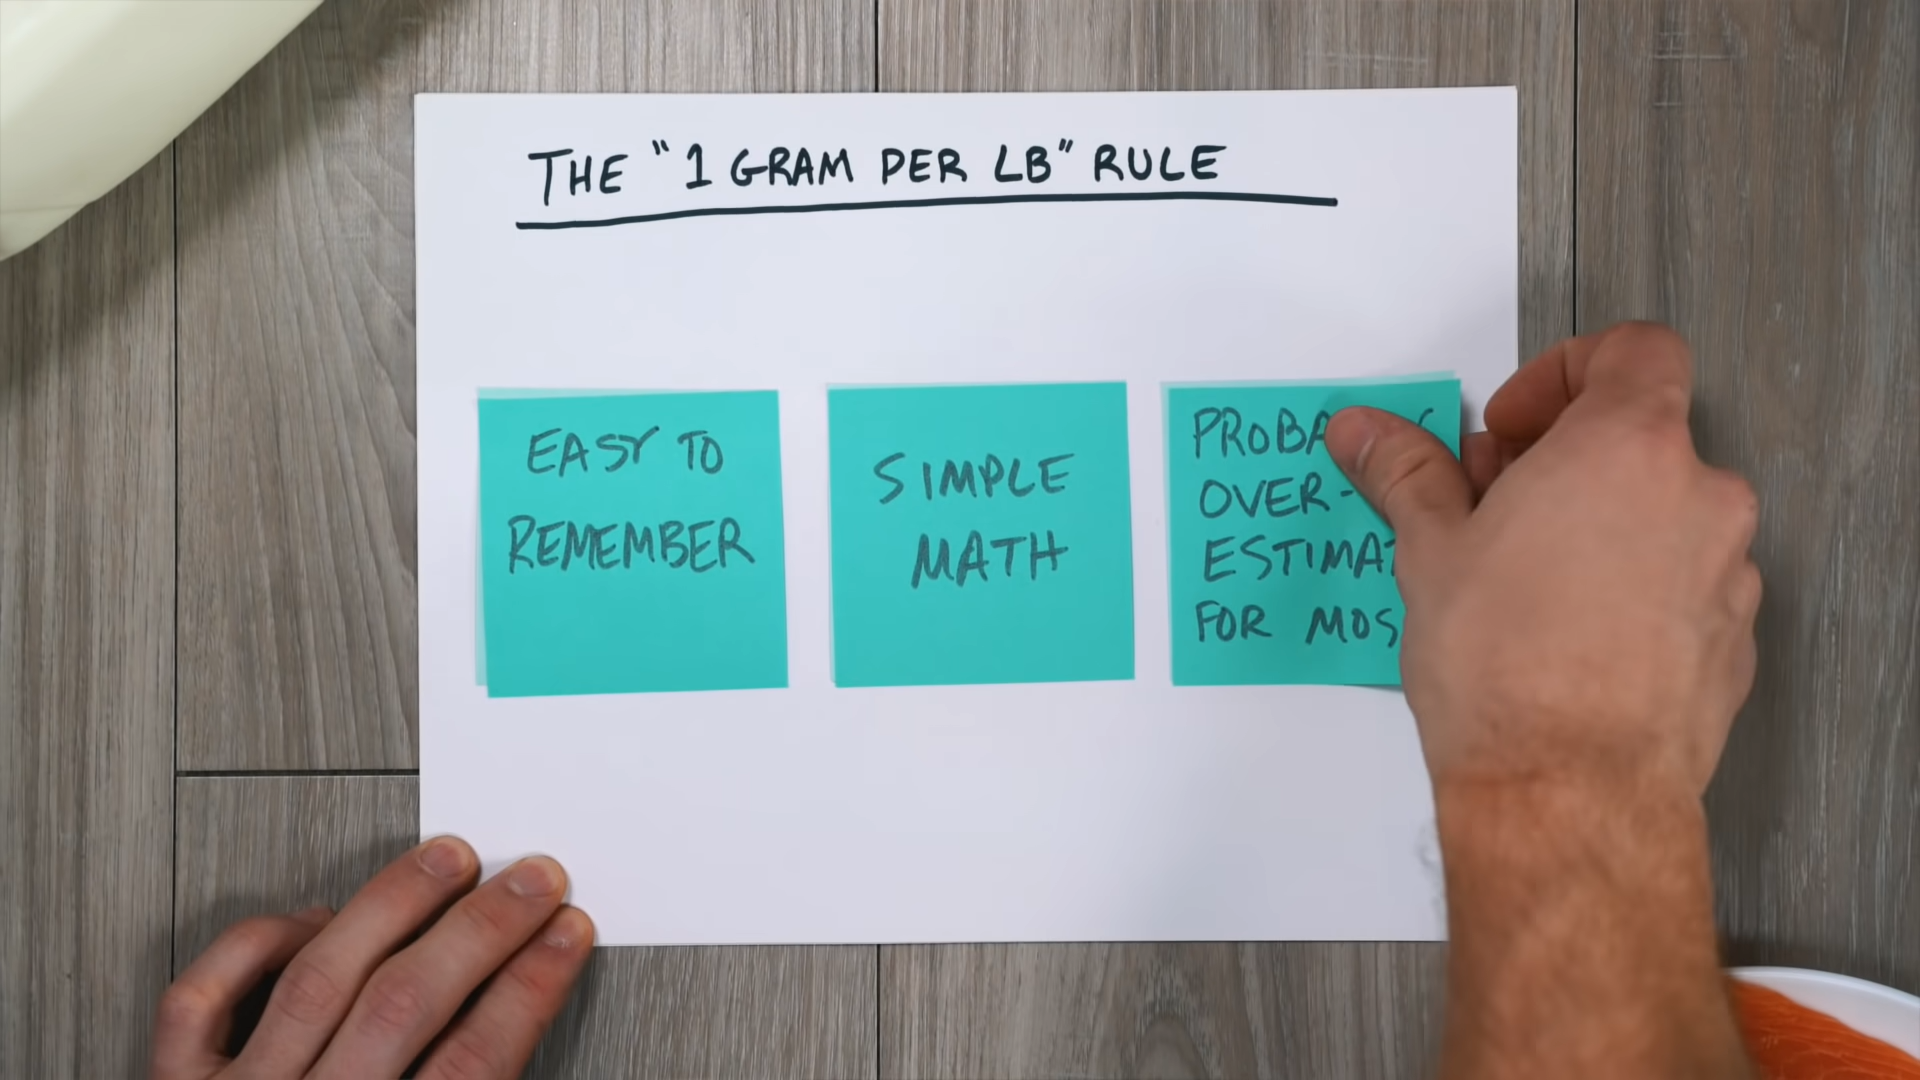 THE "1 GRAM PER LB" RULE
EASY TO
REMEMBER
SIMPLE
MATH
OVER-
FOR